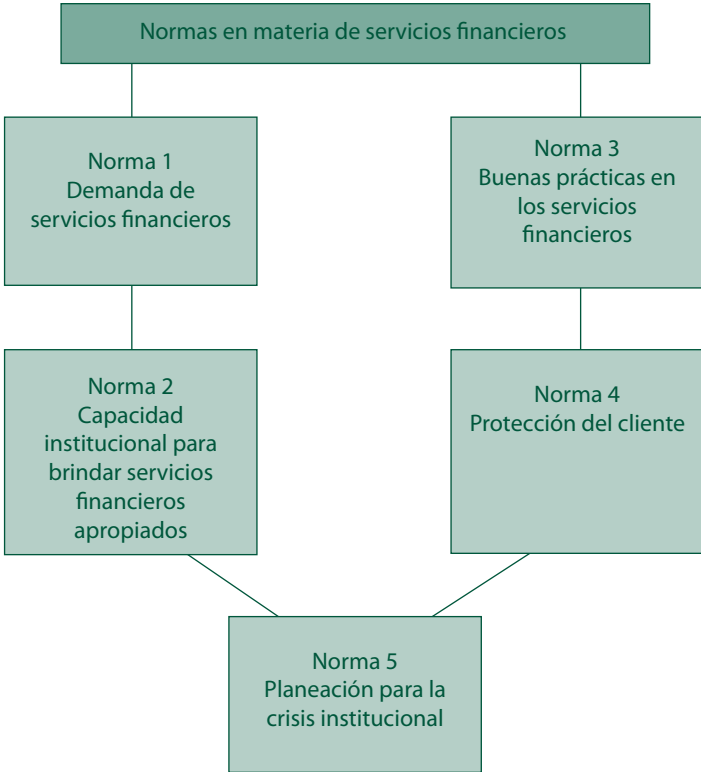 Normas en materia de servicios financieros
Norma 1
Demanda de
servicios financieros
Norma 2
Capacidad
institucional para
brindar servicios
financieros
apropiados
Norma 3
Buenas prácticas en
los servicios
financieros
Norma 4
Protección del cliente
Norma 5
Planeación para la
crisis institucional